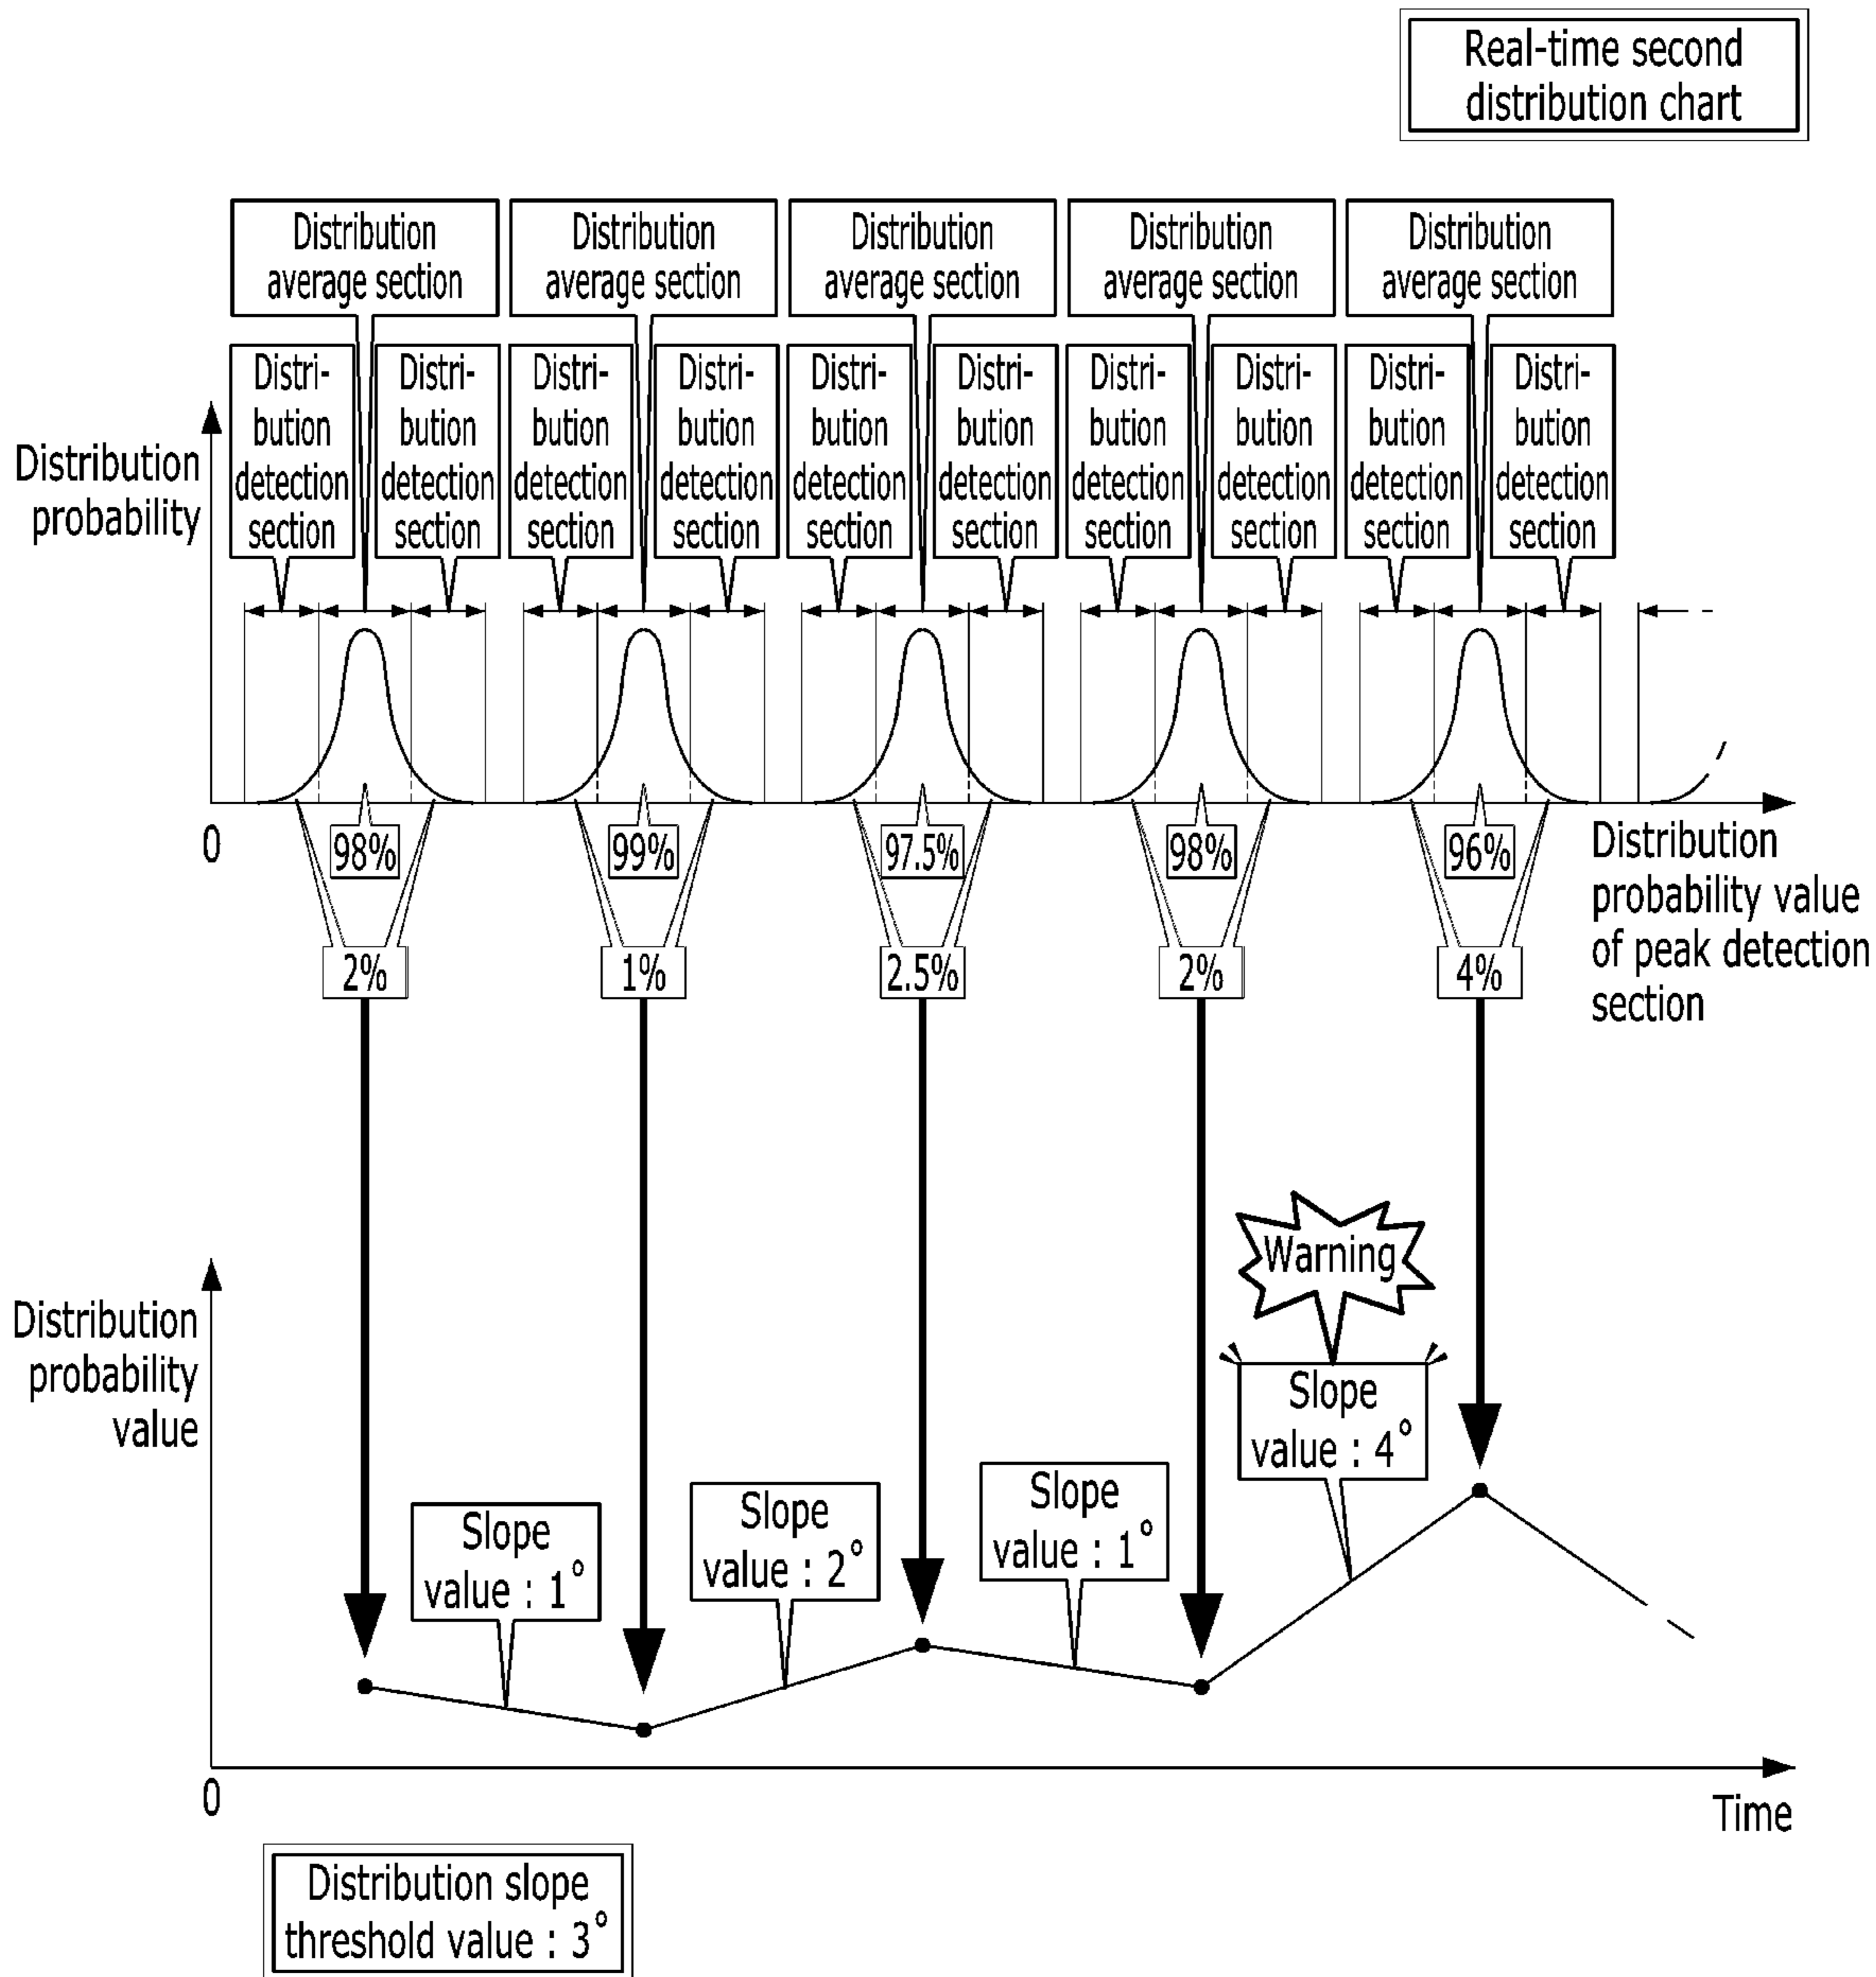 Real-time second
distribution chart
Distribution
average section
Distribution
average section
Distribution
average section
Distribution
average section
Distribution
average section
Distri-
bution
detection
section
Distri-
bution
detection
section
Distri-
bution
detection
section
Distri-
bution
detection
section
Distri-
bution
detection
section
Distri-
bution
detection
section
Distri-
bution
detection
section
Distri-
bution
detection
section
Distri-
bution
detection
section
Distri-
bution
detection
section
Distribution
probability
0
98%
99%
97.5%
98%
96%
Distribution
probability value
of peak detection
section
2%
1%
2.5%
2%
4%
Distribution
probability
value
Warning
Slope
value : 1°
Slope
value : 2°
Slope
value : 1°
Slope
value : 4°
0
Time
Distribution slope
threshold value : 3°